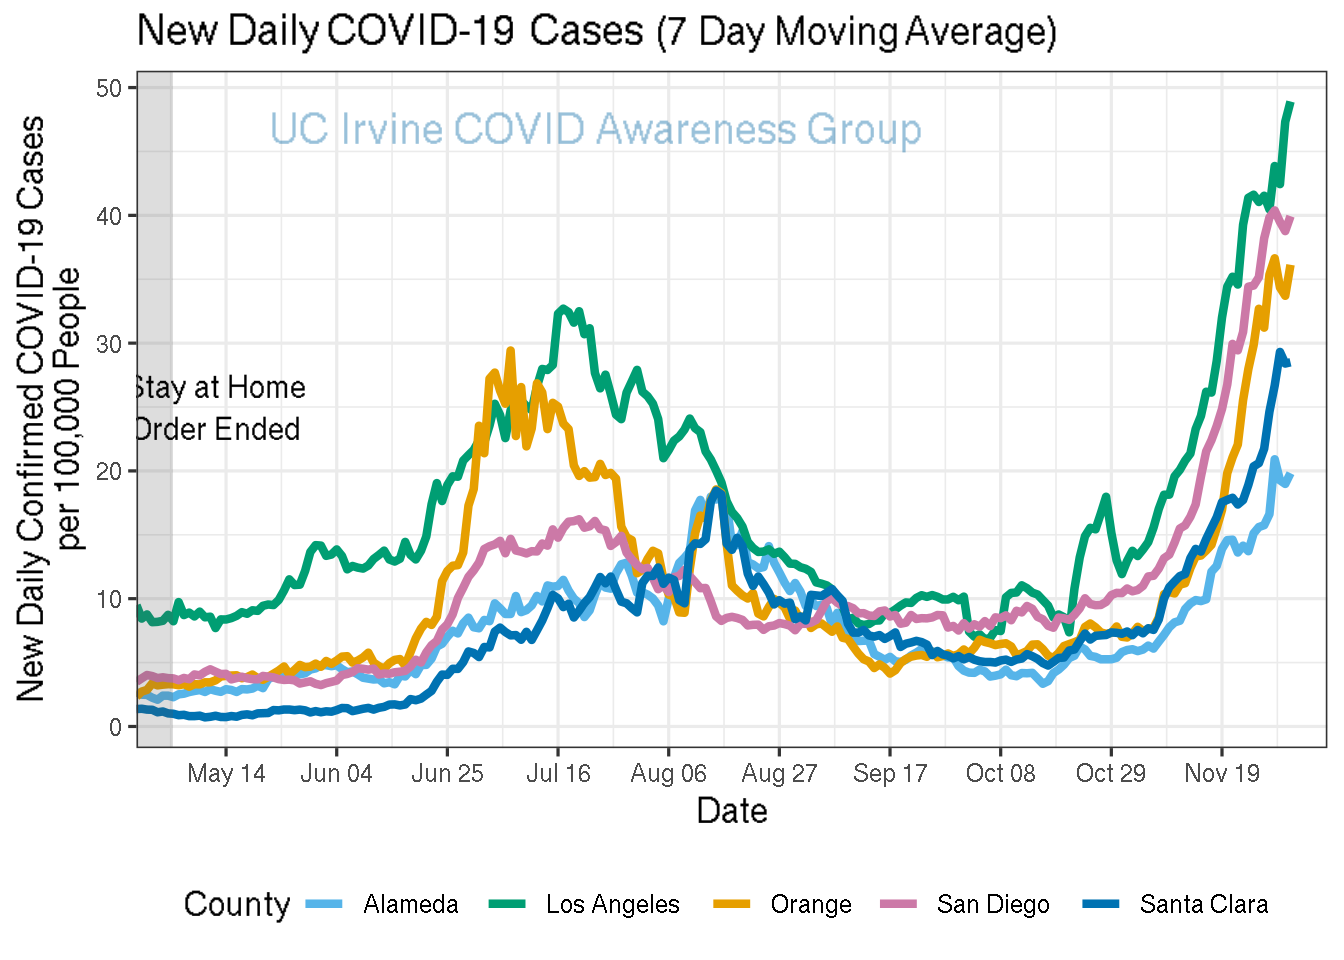 New Daily COVID-19 Cases (7 Day Moving Average)
UC Irvine COVID Awareness Group
Stay at Home
Order Ended
New Daily Confirmed COVID-19 Cases
per 100,000 People
50
40
30
20
10
0
May 14 Jun 04 Jun 25 Jul 16 Aug 06 Aug 27 Sep 17 Oct 08 Oct 29 Nov 19
Date
County Alameda Los Angeles Orange San Diego Santa Clara